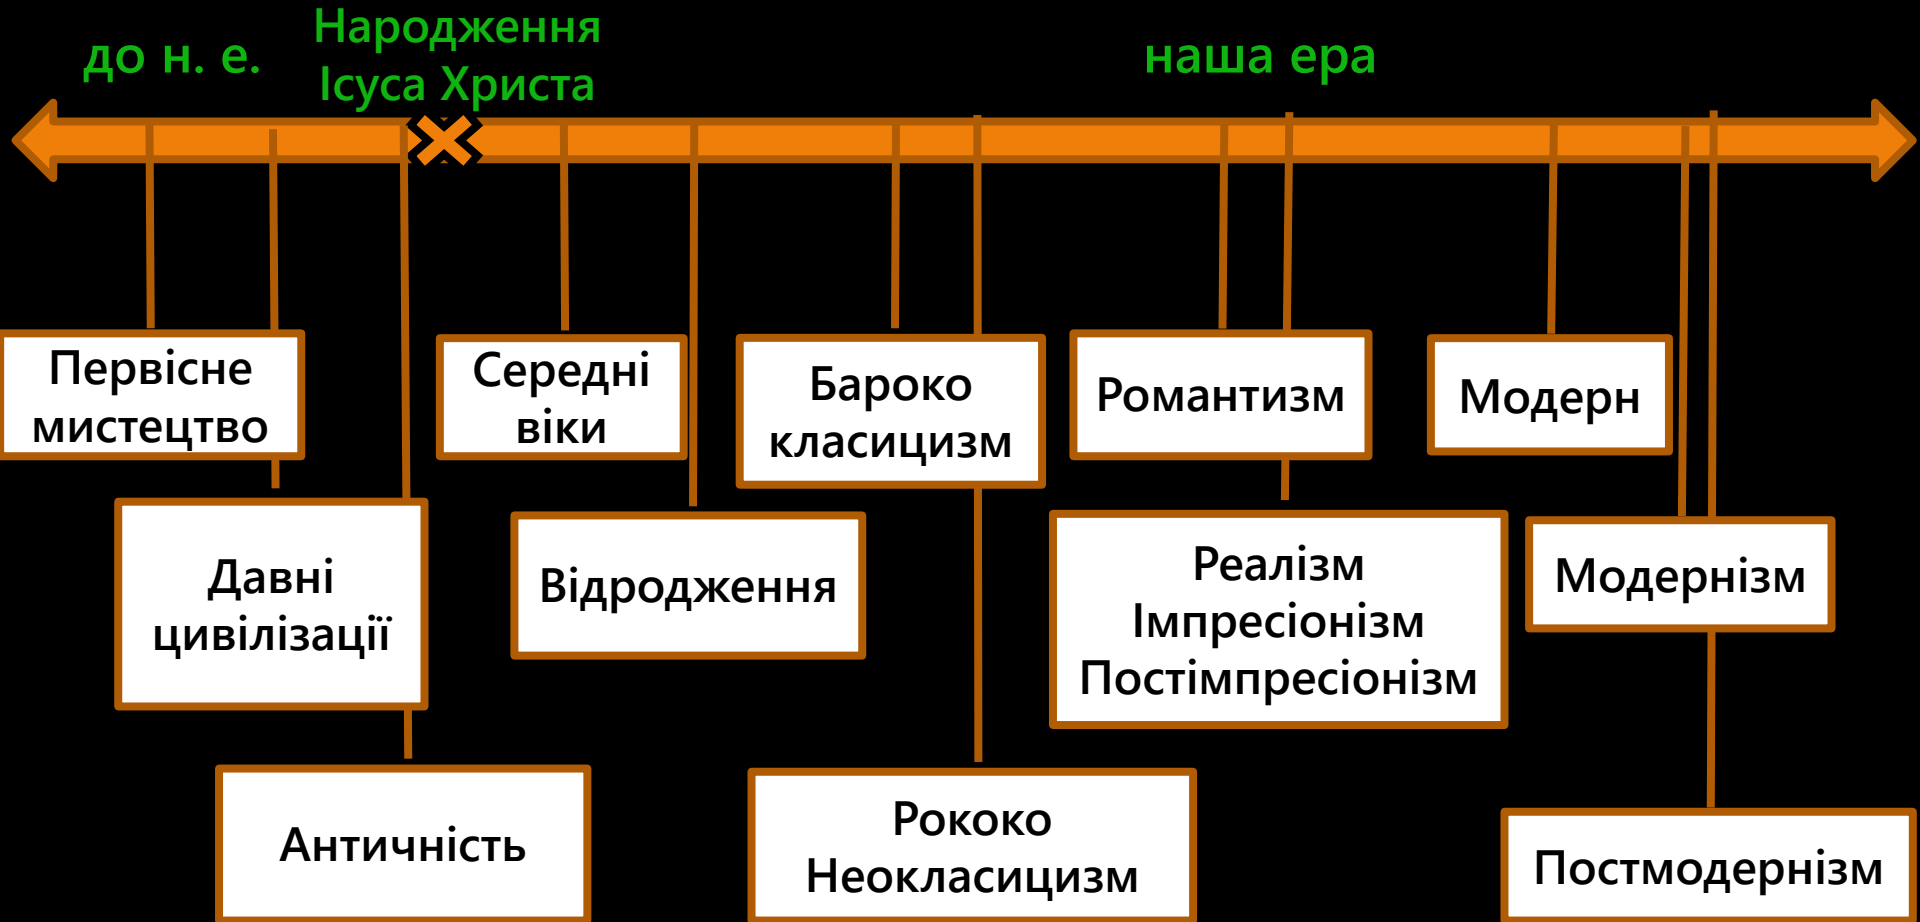 до н. е.
Народження
Ісуса Христа
наша ера
Первісне
мистецтво
Середні
віки
Бароко
класицизм
Романтизм
Модерн
Давні
цивілізації
Відродження
Реалізм
Імпресіонізм
Постімпресіонізм
Модернізм
Античність
Рококо
Неокласицизм
Постмодернізм